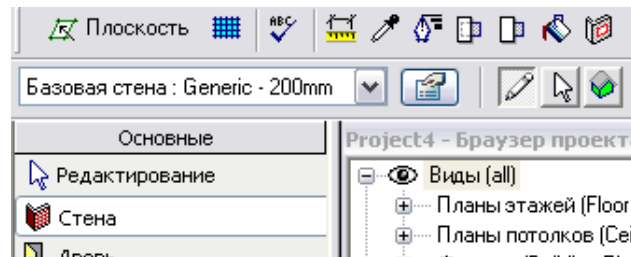 Плоскость ABC
Базовая стена : Generic - 200mm
Основные
Project4 - Браузер проект
Редактирование
Виды (all)
Стена
Планы этажей (Floor
Планы потолков (Cei